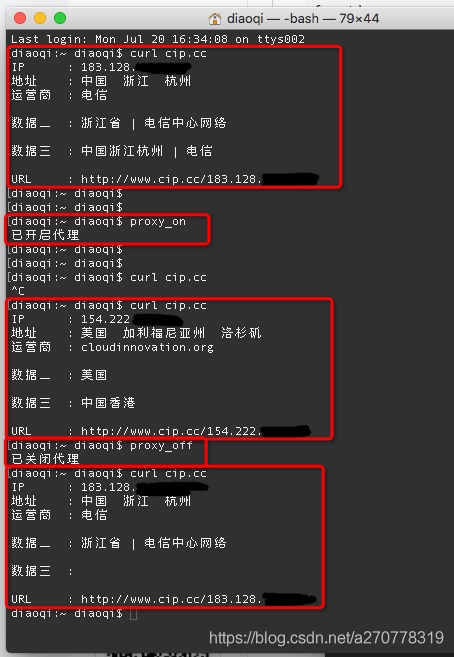 diaoqi — -bash — 79×44
Last login: Mon Jul 20 16:34:08 on ttys002
[diaoqi:~ diaoqi$ curl cip.cc
IP : 183.128.
地址 : 中国 浙江 杭州
运营商 : 电信
数据二 : 浙江省 | 电信中心网络
数据三 : 中国浙江杭州 | 电信
URL : http://www.cip.cc/183.128.
[diaoqi:~ diaoqi$
[diaoqi:~ diaoqi$
[diaoqi:~ diaoqi$ proxy_on
已开启代理
[diaoqi:~ diaoqi$
[diaoqi:~ diaoqi$
[diaoqi:~ diaoqi$ curl cip.cc
^C
[diaoqi:~ diaoqi$ curl cip.cc
IP : 154.222
地址 : 美国 加利福尼亚州 洛杉矶
运营商 : cloudinnovation.org
数据二 : 美国
数据三 : 中国香港
URL : http://www.cip.cc/154.222.
[diaoqi:~ diaoqi$ proxy_off
已关闭代理
[diaoqi:~ diaoqi$ curl cip.cc
IP : 183.128.
地址 : 中国 浙江 杭州
运营商 : 电信
数据二 : 浙江省 | 电信中心网络
数据三 :
URL : http://www.cip.cc/183.128.
diaoqi:~ diaoqi$
https://blog.csdn.net/a270778319